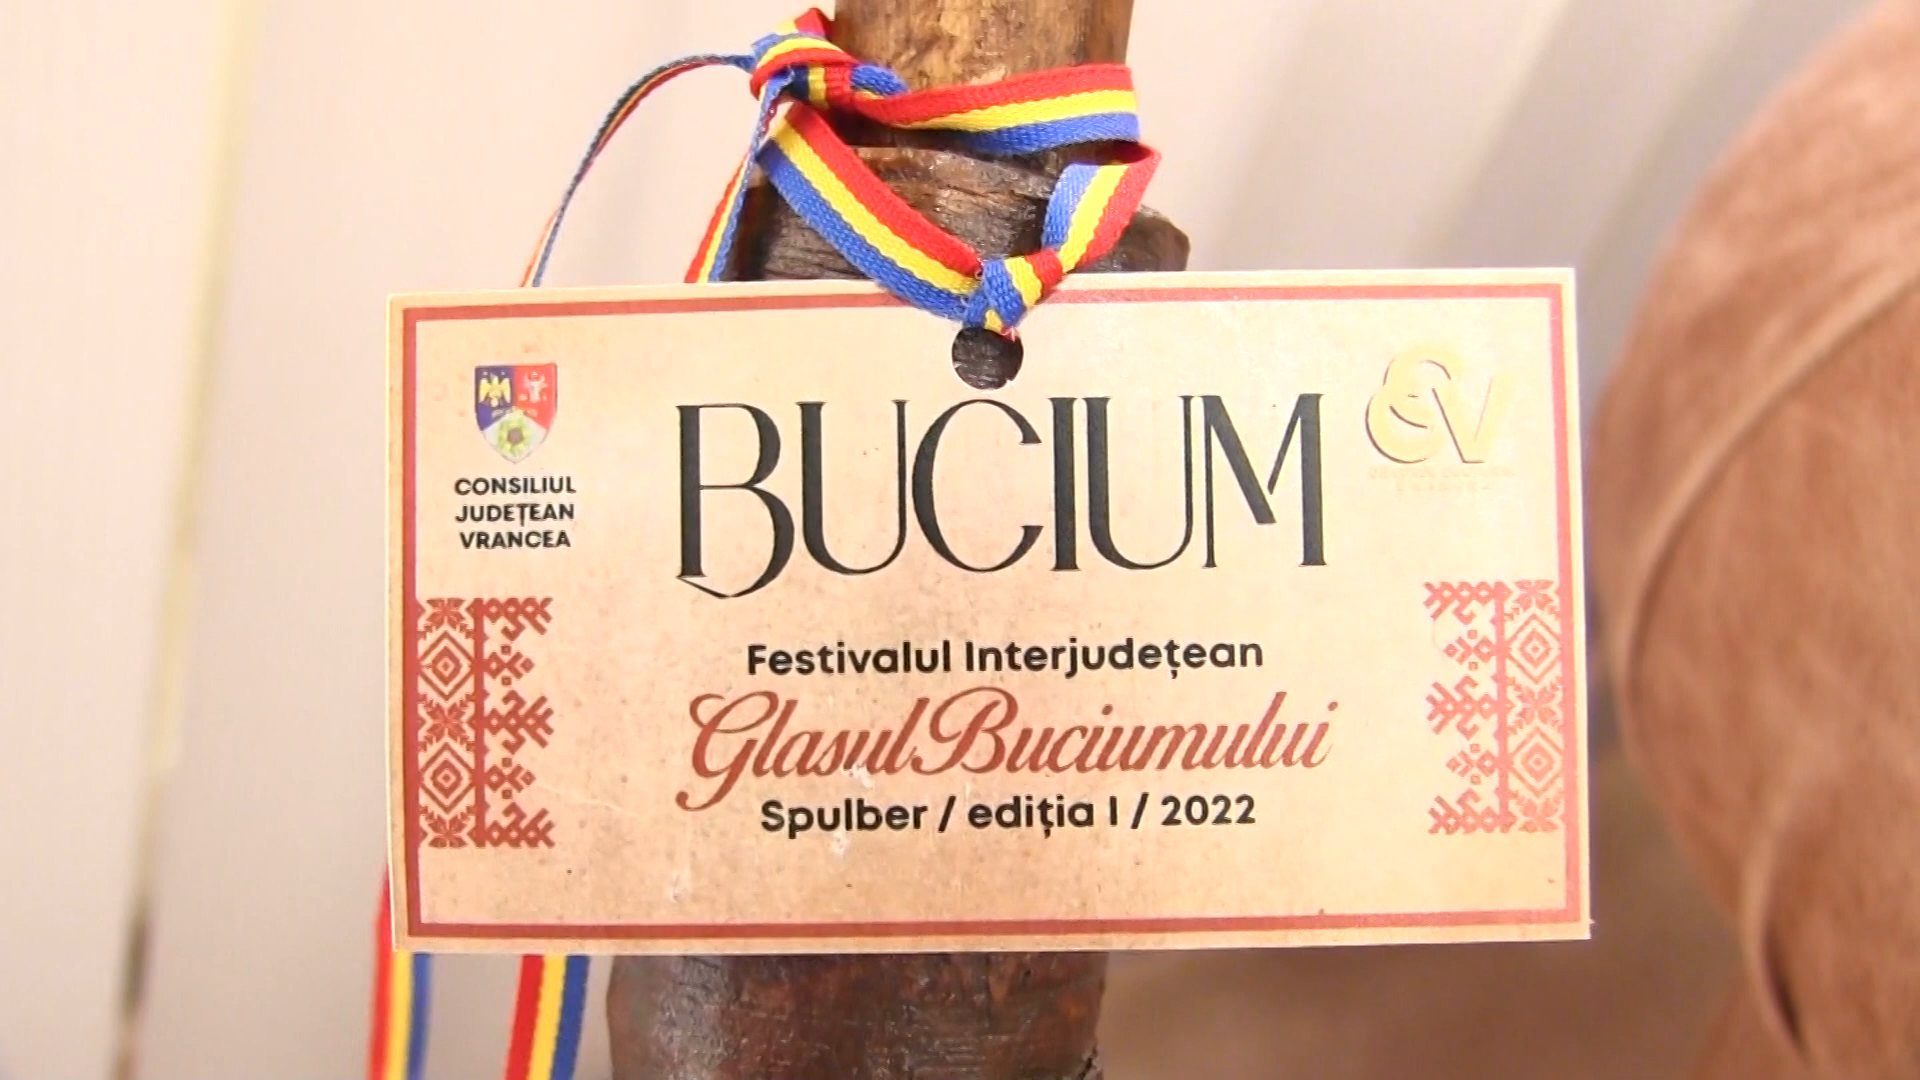 CONSILIUL
JUDEȚEAN
VRANCEA
BUCIUM
Festivalul Interjudețean
Glasul Buciumului
Spulber / ediția I / 2022